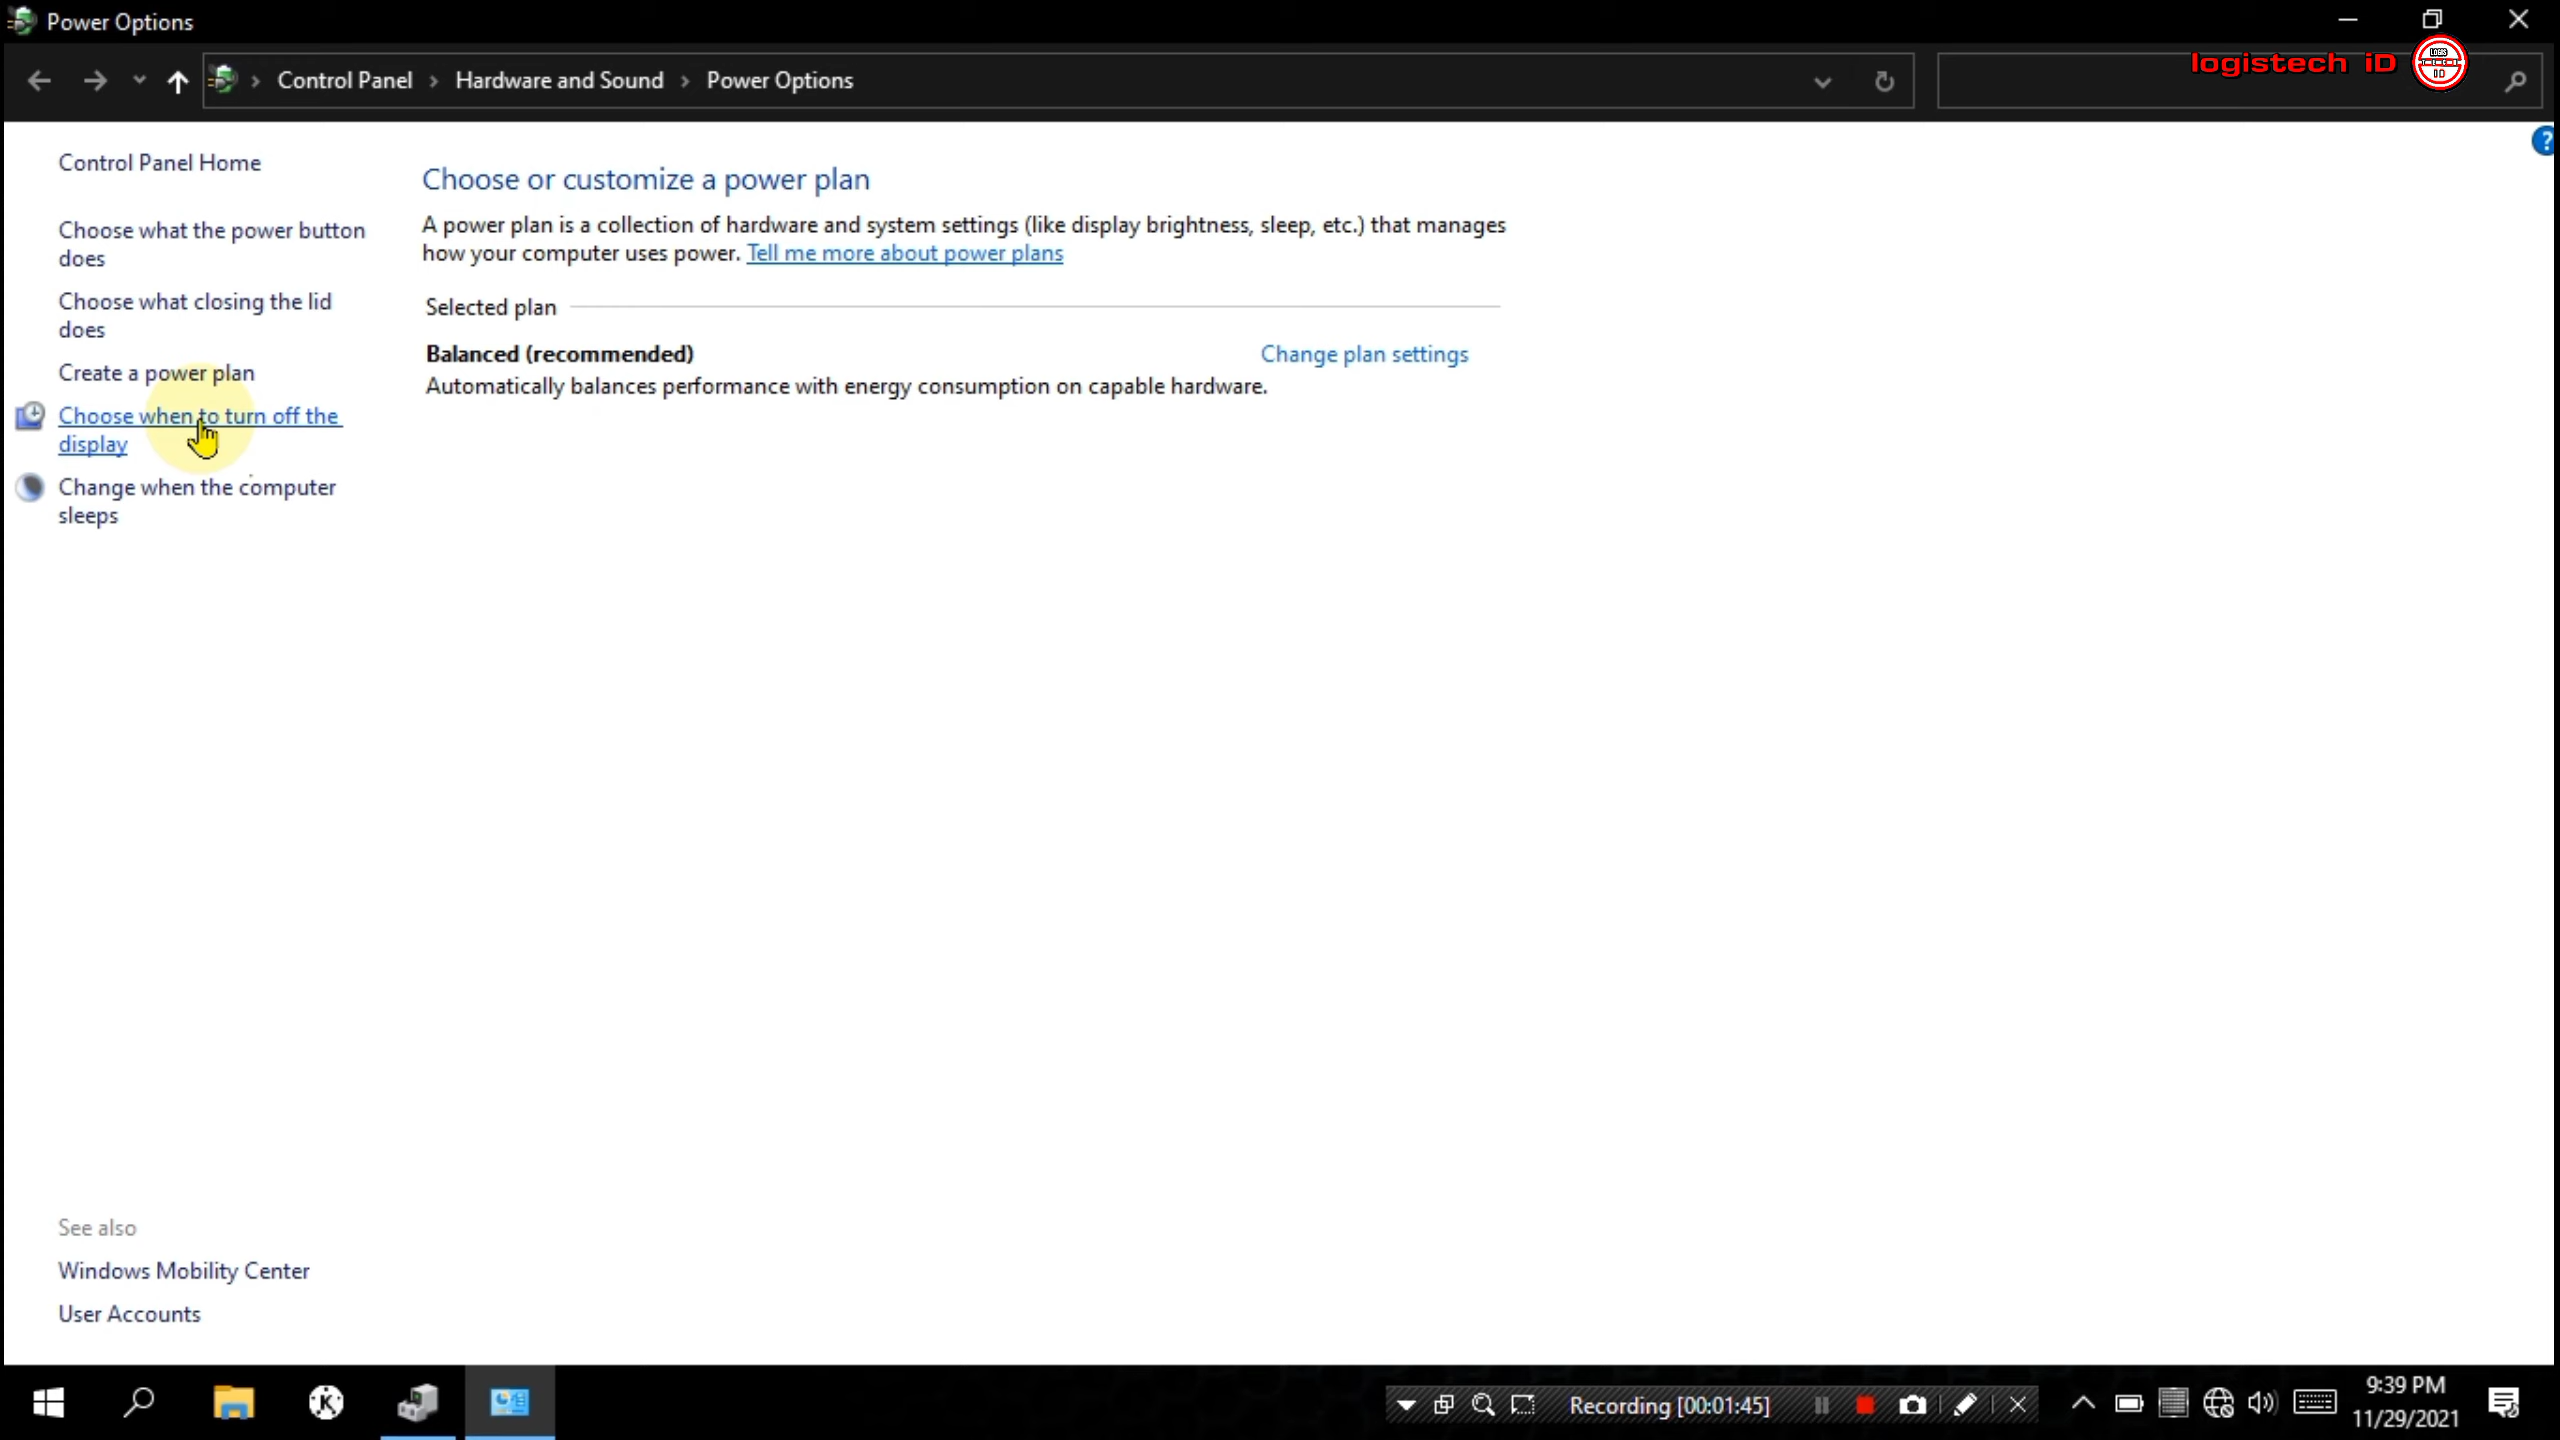 Power Options
logistech iD
LOGIS
TECH
iD
Control Panel › Hardware and Sound › Power Options
Control Panel Home
Choose what the power button
does
Choose what closing the lid
does
Create a power plan
Choose when to turn off the
display
Change when the computer
sleeps
Choose or customize a power plan
A power plan is a collection of hardware and system settings (like display brightness, sleep, etc.) that manages
how your computer uses power. Tell me more about power plans
Selected plan
Balanced (recommended) Change plan settings
Automatically balances performance with energy consumption on capable hardware.
See also
Windows Mobility Center
User Accounts
Recording [00:01:45]
9:39 PM
11/29/2021